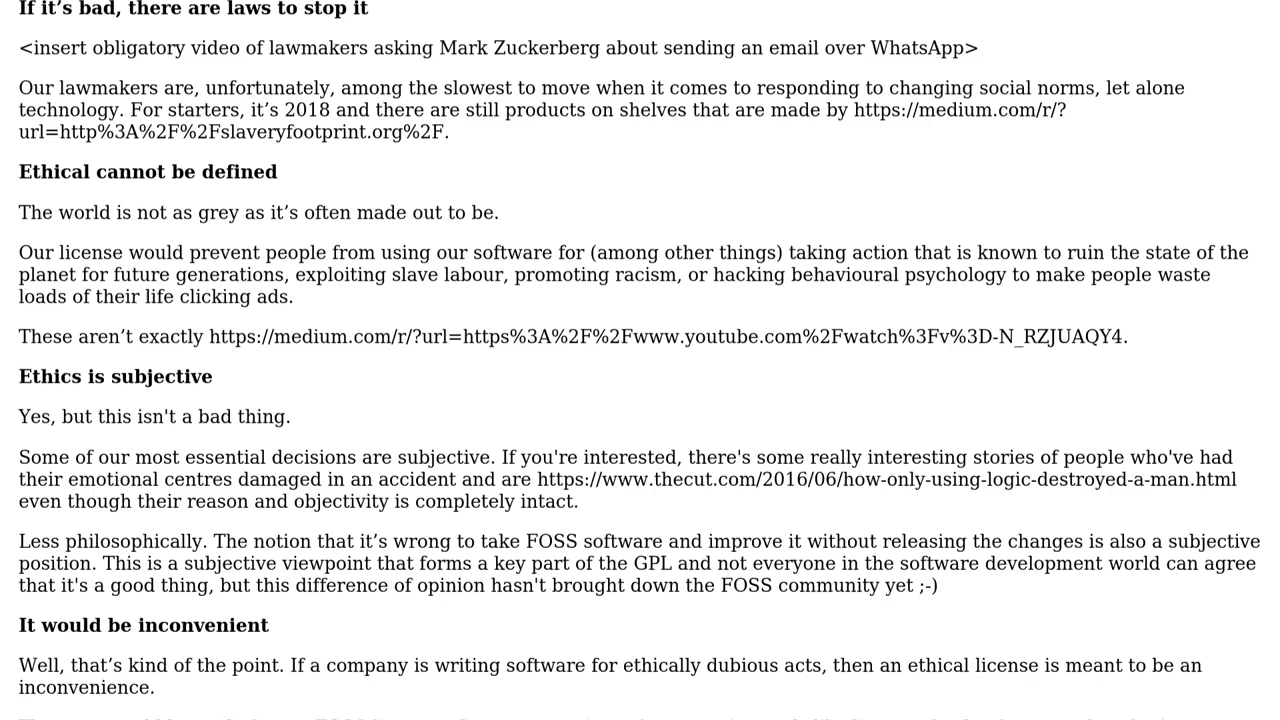 If it’s bad, there are laws to stop it
<insert obligatory video of lawmakers asking Mark Zuckerberg about sending an email over WhatsApp>
Our lawmakers are, unfortunately, among the slowest to move when it comes to responding to changing social norms, let alone
technology. For starters, it’s 2018 and there are still products on shelves that are made by https://medium.com/r/?
url=http%3A%2F%2Fslaveryfootprint.org%2F.
Ethical cannot be defined
The world is not as grey as it’s often made out to be.
Our license would prevent people from using our software for (among other things) taking action that is known to ruin the state of the
planet for future generations, exploiting slave labour, promoting racism, or hacking behavioural psychology to make people waste
loads of their life clicking ads.
These aren’t exactly https://medium.com/r/?url=https%3A%2F%2Fwww.youtube.com%2Fwatch%3Fv%3D-N_RZJUAQY4.
Ethics is subjective
Yes, but this isn't a bad thing.
Some of our most essential decisions are subjective. If you're interested, there's some really interesting stories of people who've had
their emotional centres damaged in an accident and are https://www.thecut.com/2016/06/how-only-using-logic-destroyed-a-man.html
even though their reason and objectivity is completely intact.
Less philosophically. The notion that it’s wrong to take FOSS software and improve it without releasing the changes is also a subjective
position. This is a subjective viewpoint that forms a key part of the GPL and not everyone in the software development world can agree
that it's a good thing, but this difference of opinion hasn't brought down the FOSS community yet ;-)
It would be inconvenient
Well, that’s kind of the point. If a company is writing software for ethically dubious acts, then an ethical license is meant to be an
inconvenience.